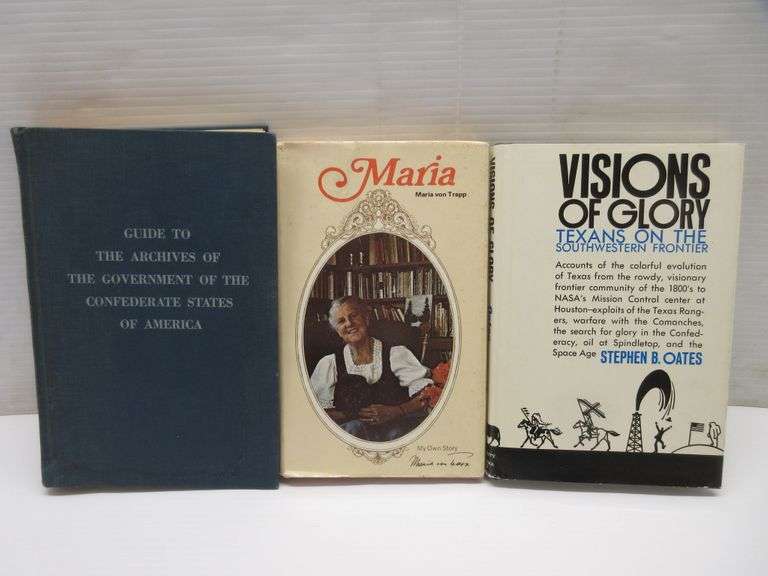 GUIDE TO
THE ARCHIVES OF
THE GOVERNMENT OF THE
CONFEDERATE STATES
OF AMERICA
Maria
Maria von Trapp
My Own Story
Maria von Trapp
VISIONS OF GLORY
VISIONS
OF GLORY
TEXANS ON THE
SOUTHWESTERN FRONTIER
Accounts of the colorful evolution
of Texas from the rowdy, visionary
frontier community of the 1800's to
NASA's Mission Control center at
Houston-exploits of the Texas Rang-
ers, warfare with the Comanches,
the search for glory in the Confed-
eracy, oil at Spindletop, and the
Space Age STEPHEN B. OATES